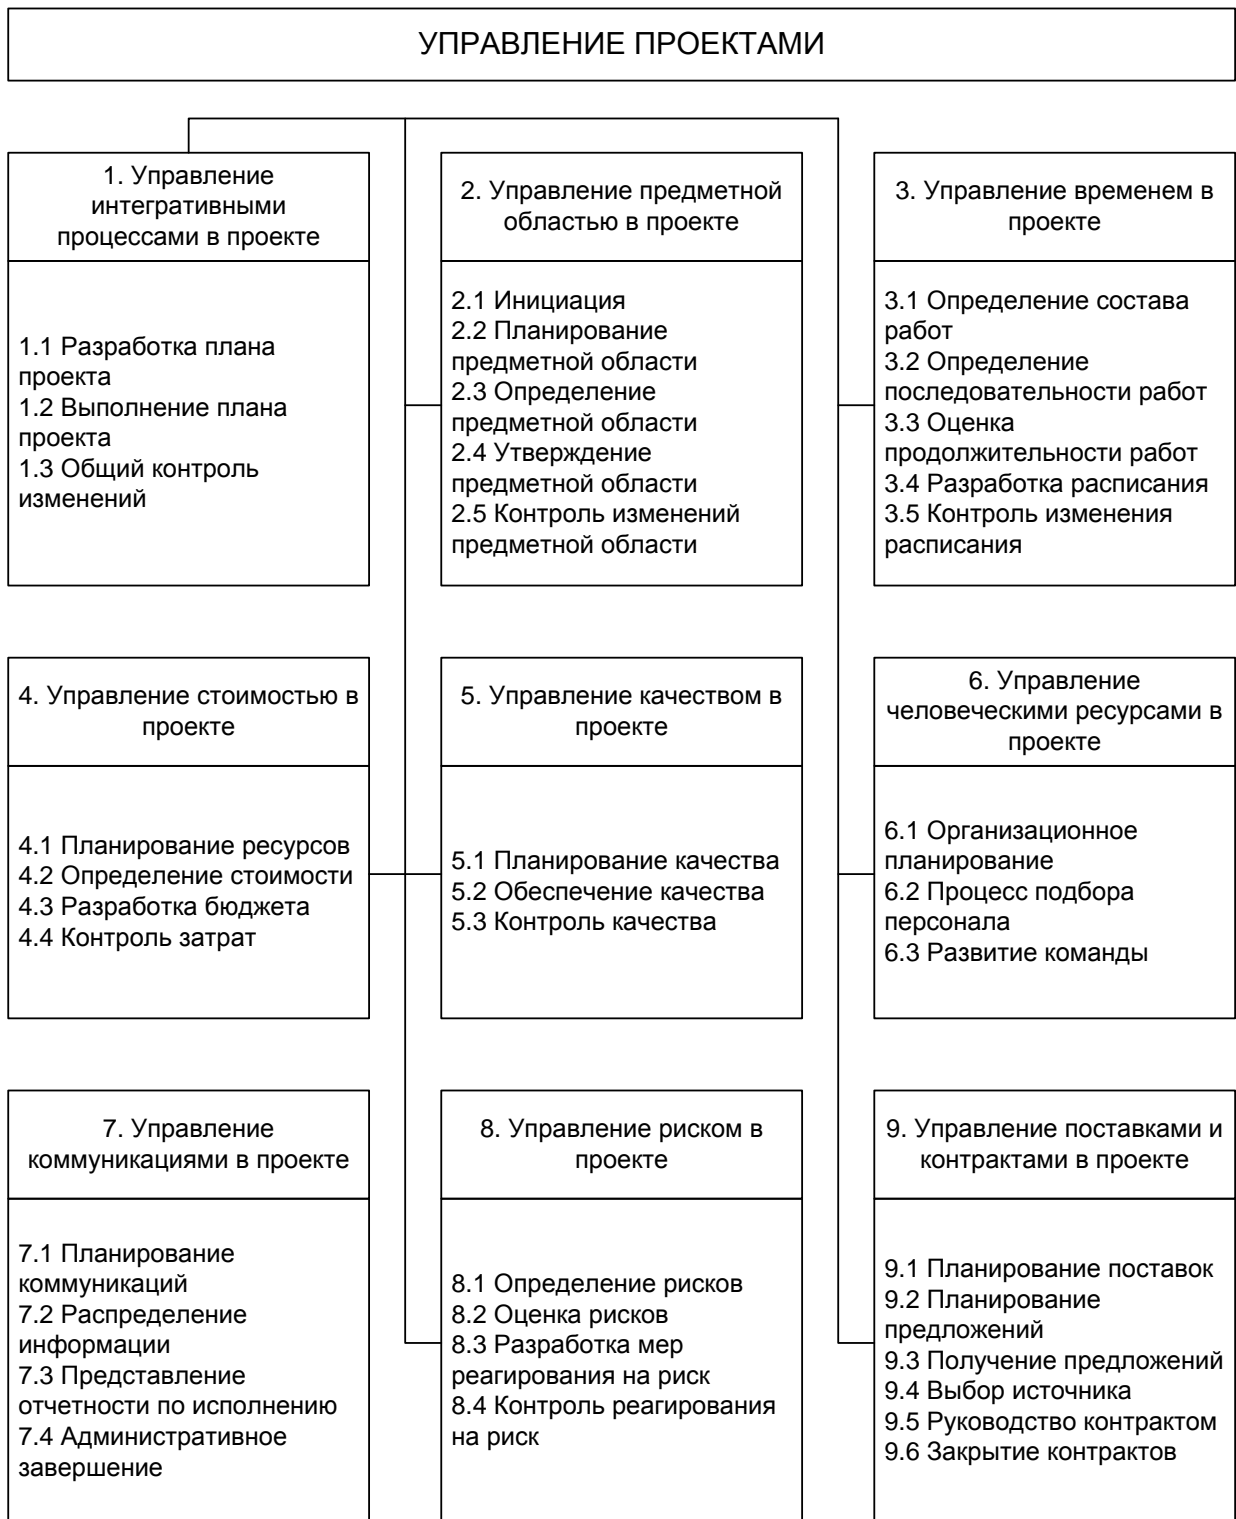 УПРАВЛЕНИЕ ПРОЕКТАМИ
1. Управление
интегративными
процессами в проекте
1.1 Разработка плана
проекта
1.2 Выполнение плана
проекта
1.3 Общий контроль
изменений
2. Управление предметной
областью в проекте
2.1 Инициация
2.2 Планирование
предметной области
2.3 Определение
предметной области
2.4 Утверждение
предметной области
2.5 Контроль изменений
предметной области
3. Управление временем в
проекте
3.1 Определение состава
работ
3.2 Определение
последовательности работ
3.3 Оценка
продолжительности работ
3.4 Разработка расписания
3.5 Контроль изменения
расписания
4. Управление стоимостью в
проекте
4.1 Планирование ресурсов
4.2 Определение стоимости
4.3 Разработка бюджета
4.4 Контроль затрат
5. Управление качеством в
проекте
5.1 Планирование качества
5.2 Обеспечение качества
5.3 Контроль качества
6. Управление
человеческими ресурсами в
проекте
6.1 Организационное
планирование
6.2 Процесс подбора
персонала
6.3 Развитие команды
7. Управление
коммуникациями в проекте
7.1 Планирование
коммуникаций
7.2 Распределение
информации
7.3 Представление
отчетности по исполнению
7.4 Административное
завершение
8. Управление риском в
проекте
8.1 Определение рисков
8.2 Оценка рисков
8.3 Разработка мер
реагирования на риск
8.4 Контроль реагирования
на риск
9. Управление поставками и
контрактами в проекте
9.1 Планирование поставок
9.2 Планирование
предложений
9.3 Получение предложений
9.4 Выбор источника
9.5 Руководство контрактом
9.6 Закрытие контрактов